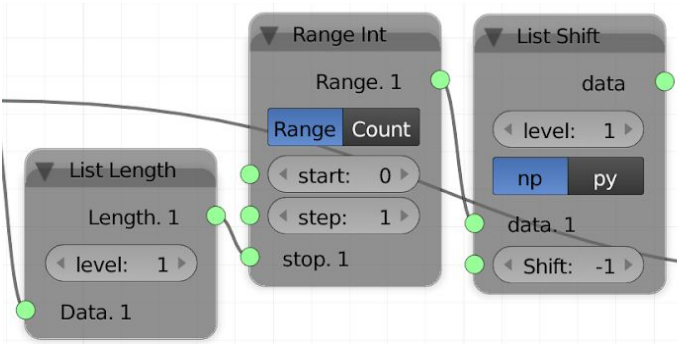 List Length
Length. 1
level: 1
Data. 1
Range Int
Range. 1
Range Count
start: 0
step: 1
stop. 1
List Shift
data
level: 1
np py
data. 1
Shift: -1